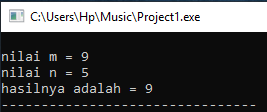 C:\Users\Hp\Music\Project1.exe
nilai m = 9
nilai n = 5
hasilnya adalah = 9
--------------------------------